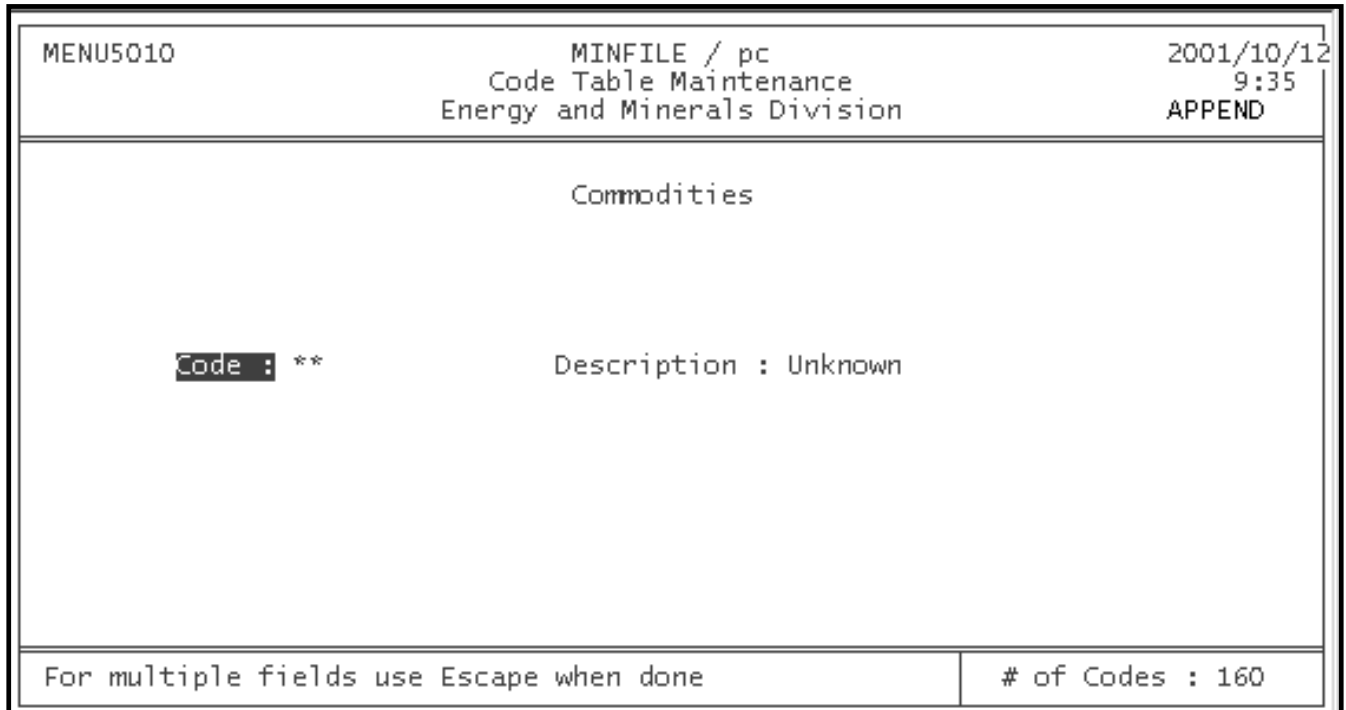 MENU5010 MINFILE / pc 2001/10/12
Code Table Maintenance 9:35
Energy and Minerals Division APPEND
Commodities
Code : ** Description : Unknown
For multiple fields use Escape when done # of Codes : 160